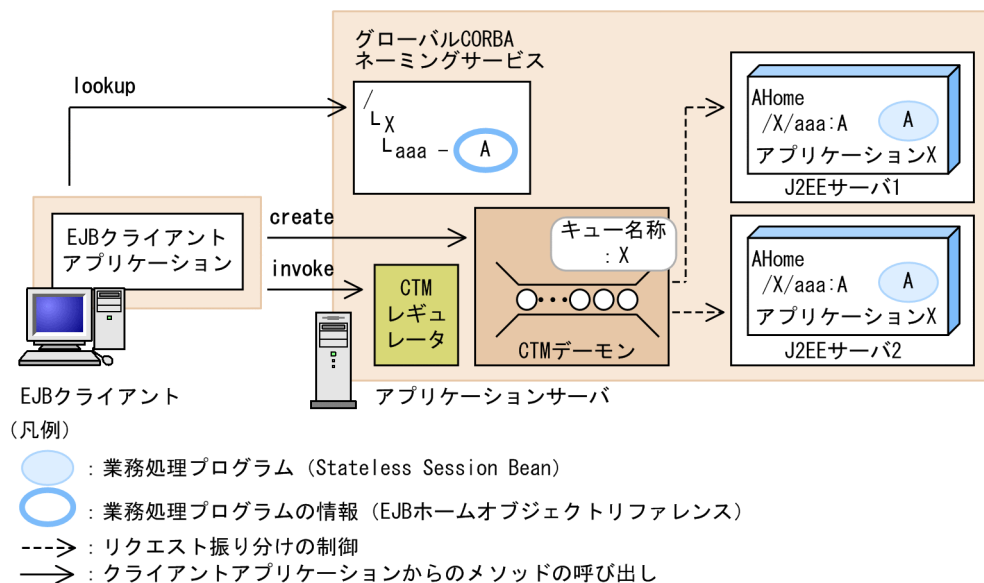 グローバルCORBA
ネーミングサービス
lookup
/
X
aaa
A
AHome
/X/aaa:A
A
アプリケーションX
J2EEサーバ1
EJBクライアント
アプリケーション
create
invoke
キュー名称
:X
CTM
レギュ
レータ
CTMデーモン
AHome
/X/aaa:A
A
アプリケーションX
J2EEサーバ2
EJBクライアント
アプリケーションサーバ
(凡例)
:業務処理プログラム(Stateless Session Bean)
:業務処理プログラムの情報(EJBホームオブジェクトリファレンス)
:リクエスト振り分けの制御
:クライアントアプリケーションからのメソッドの呼び出し